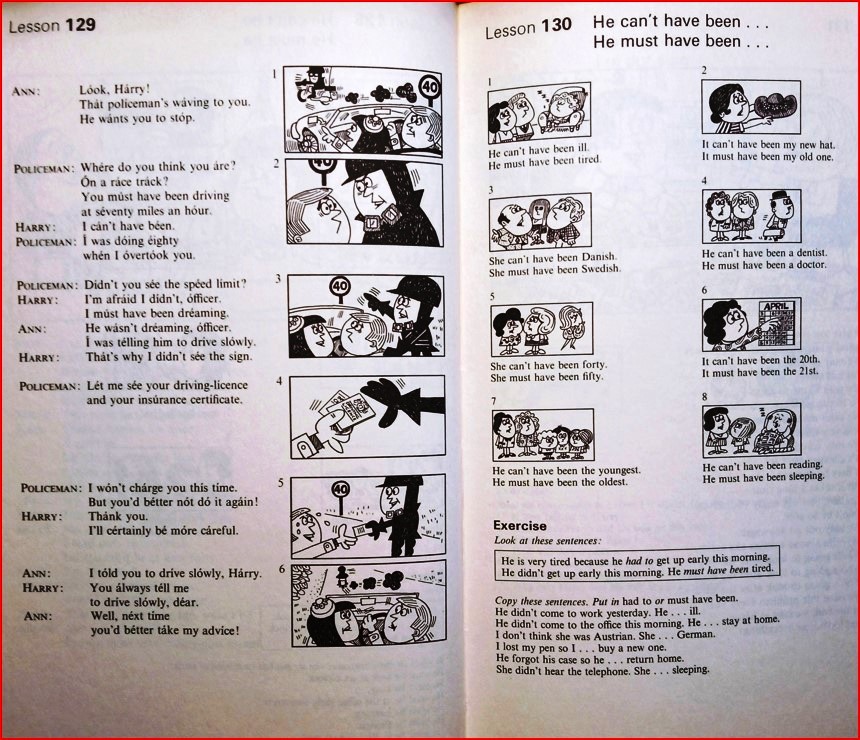 Lesson 129
1
40
ANN: Lóok, Hárry!
Thát políceman's wáving to you.
He wánts you to stóp.
2
40
POLICEMAN: Whére do you thínk you áre?
Ón a ráce tráck?
You múst have been dríving
at séventy miles an hóur.
HARRY: I cán't have béen.
POLICEMAN: Í was dóing éighty
whén I óvertóok you.
3
40
POLICEMAN: Dídn't you sée the spéed límit?
HARRY: I'm afráid I dídn't, ófficer.
I múst have been dréaming.
ANN: He wásn't dréaming, ófficer.
Í was télling him to dríve slówly.
HARRY: Thát's why I dídn't sée the sígn.
4
POLICEMAN: Lét me sée your dríving-licence
and your insúrance certíficate.
5
40
POLICEMAN: I wón't chárge you this tíme.
But you'd bétter nót dó it agáin!
HARRY: Thánk you.
I'll cértainly bé móre cáreful.
6
ANN: I tóld you to dríve slówly, Hárry.
HARRY: You álways téll me
to dríve slówly, déar.
ANN: Well, néxt tíme
you'd bétter táke my advíce!
Lesson 130 He can't have been . . .
He must have been . . .
1
He can't have been ill.
He must have been tired.
2
It can't have been my new hat.
It must have been my old one.
3
She can't have been Danish.
She must have been Swedish.
4
He can't have been a dentist.
He must have been a doctor.
5
She can't have been forty.
She must have been fifty.
6
APRIL
It can't have been the 20th.
It must have been the 21st.
7
He can't have been the youngest.
He must have been the oldest.
8
He can't have been reading.
He must have been sleeping.
Exercise
Look at these sentences:
He is very tired because he had to get up early this morning.
He didn't get up early this morning. He must have been tired.
Copy these sentences. Put in had to or must have been.
He didn't come to work yesterday. He . . . ill.
He didn't come to the office this morning. He . . . stay at home.
I don't think she was Austrian. She . . . German.
I lost my pen so I . . . buy a new one.
He forgot his case so he . . . return home.
She didn't hear the telephone. She . . . sleeping.